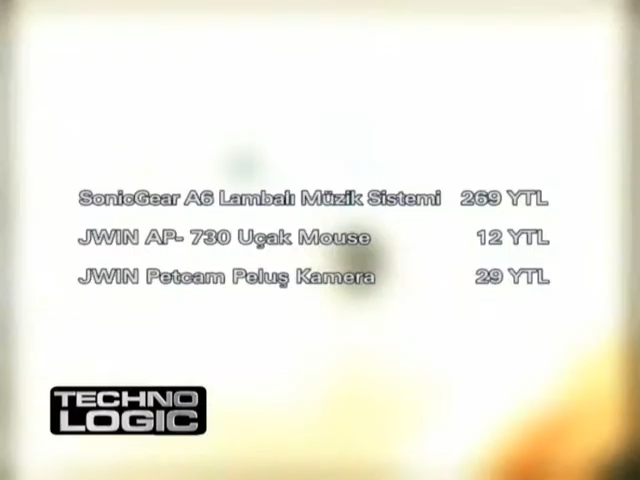 SonicGear A6 Lambalı Müzik Sistemi 269 YTL
JWIN AP- 730 Uçak Mouse 12 YTL
JWIN Petcam Peluş Kamera 29 YTL
TECHNO
LOGIC